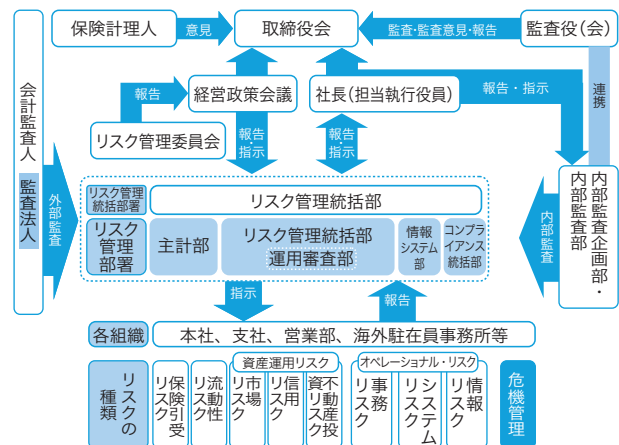 保険計理人
意見
取締役会
監査・監査意見・報告
監査役（会）
会計監査人
監査法人
報告
経営政策会議
社長（担当執行役員）
報告・指示
連携
リスク管理委員会
報告・指示
報告・指示
外部監査
リスク管理
統括部署
リスク管理統括部
内部監査企画部・
内部監査部
内部監査
リスク
管理
部署
主計部
リスク管理統括部
運用審査部
情報
システム
部
コンプラ
イアンス
統括部
指示
報告
各組織
本社、支社、営業部、海外駐在員事務所等
リスクの
種類
保険引受
リスク
流動性
リスク
資産運用リスク
市場
リスク
信用
リスク
不動産投
資リスク
オペレーショナル・リスク
事務
リスク
システム
リスク
情報
リスク
危機管理